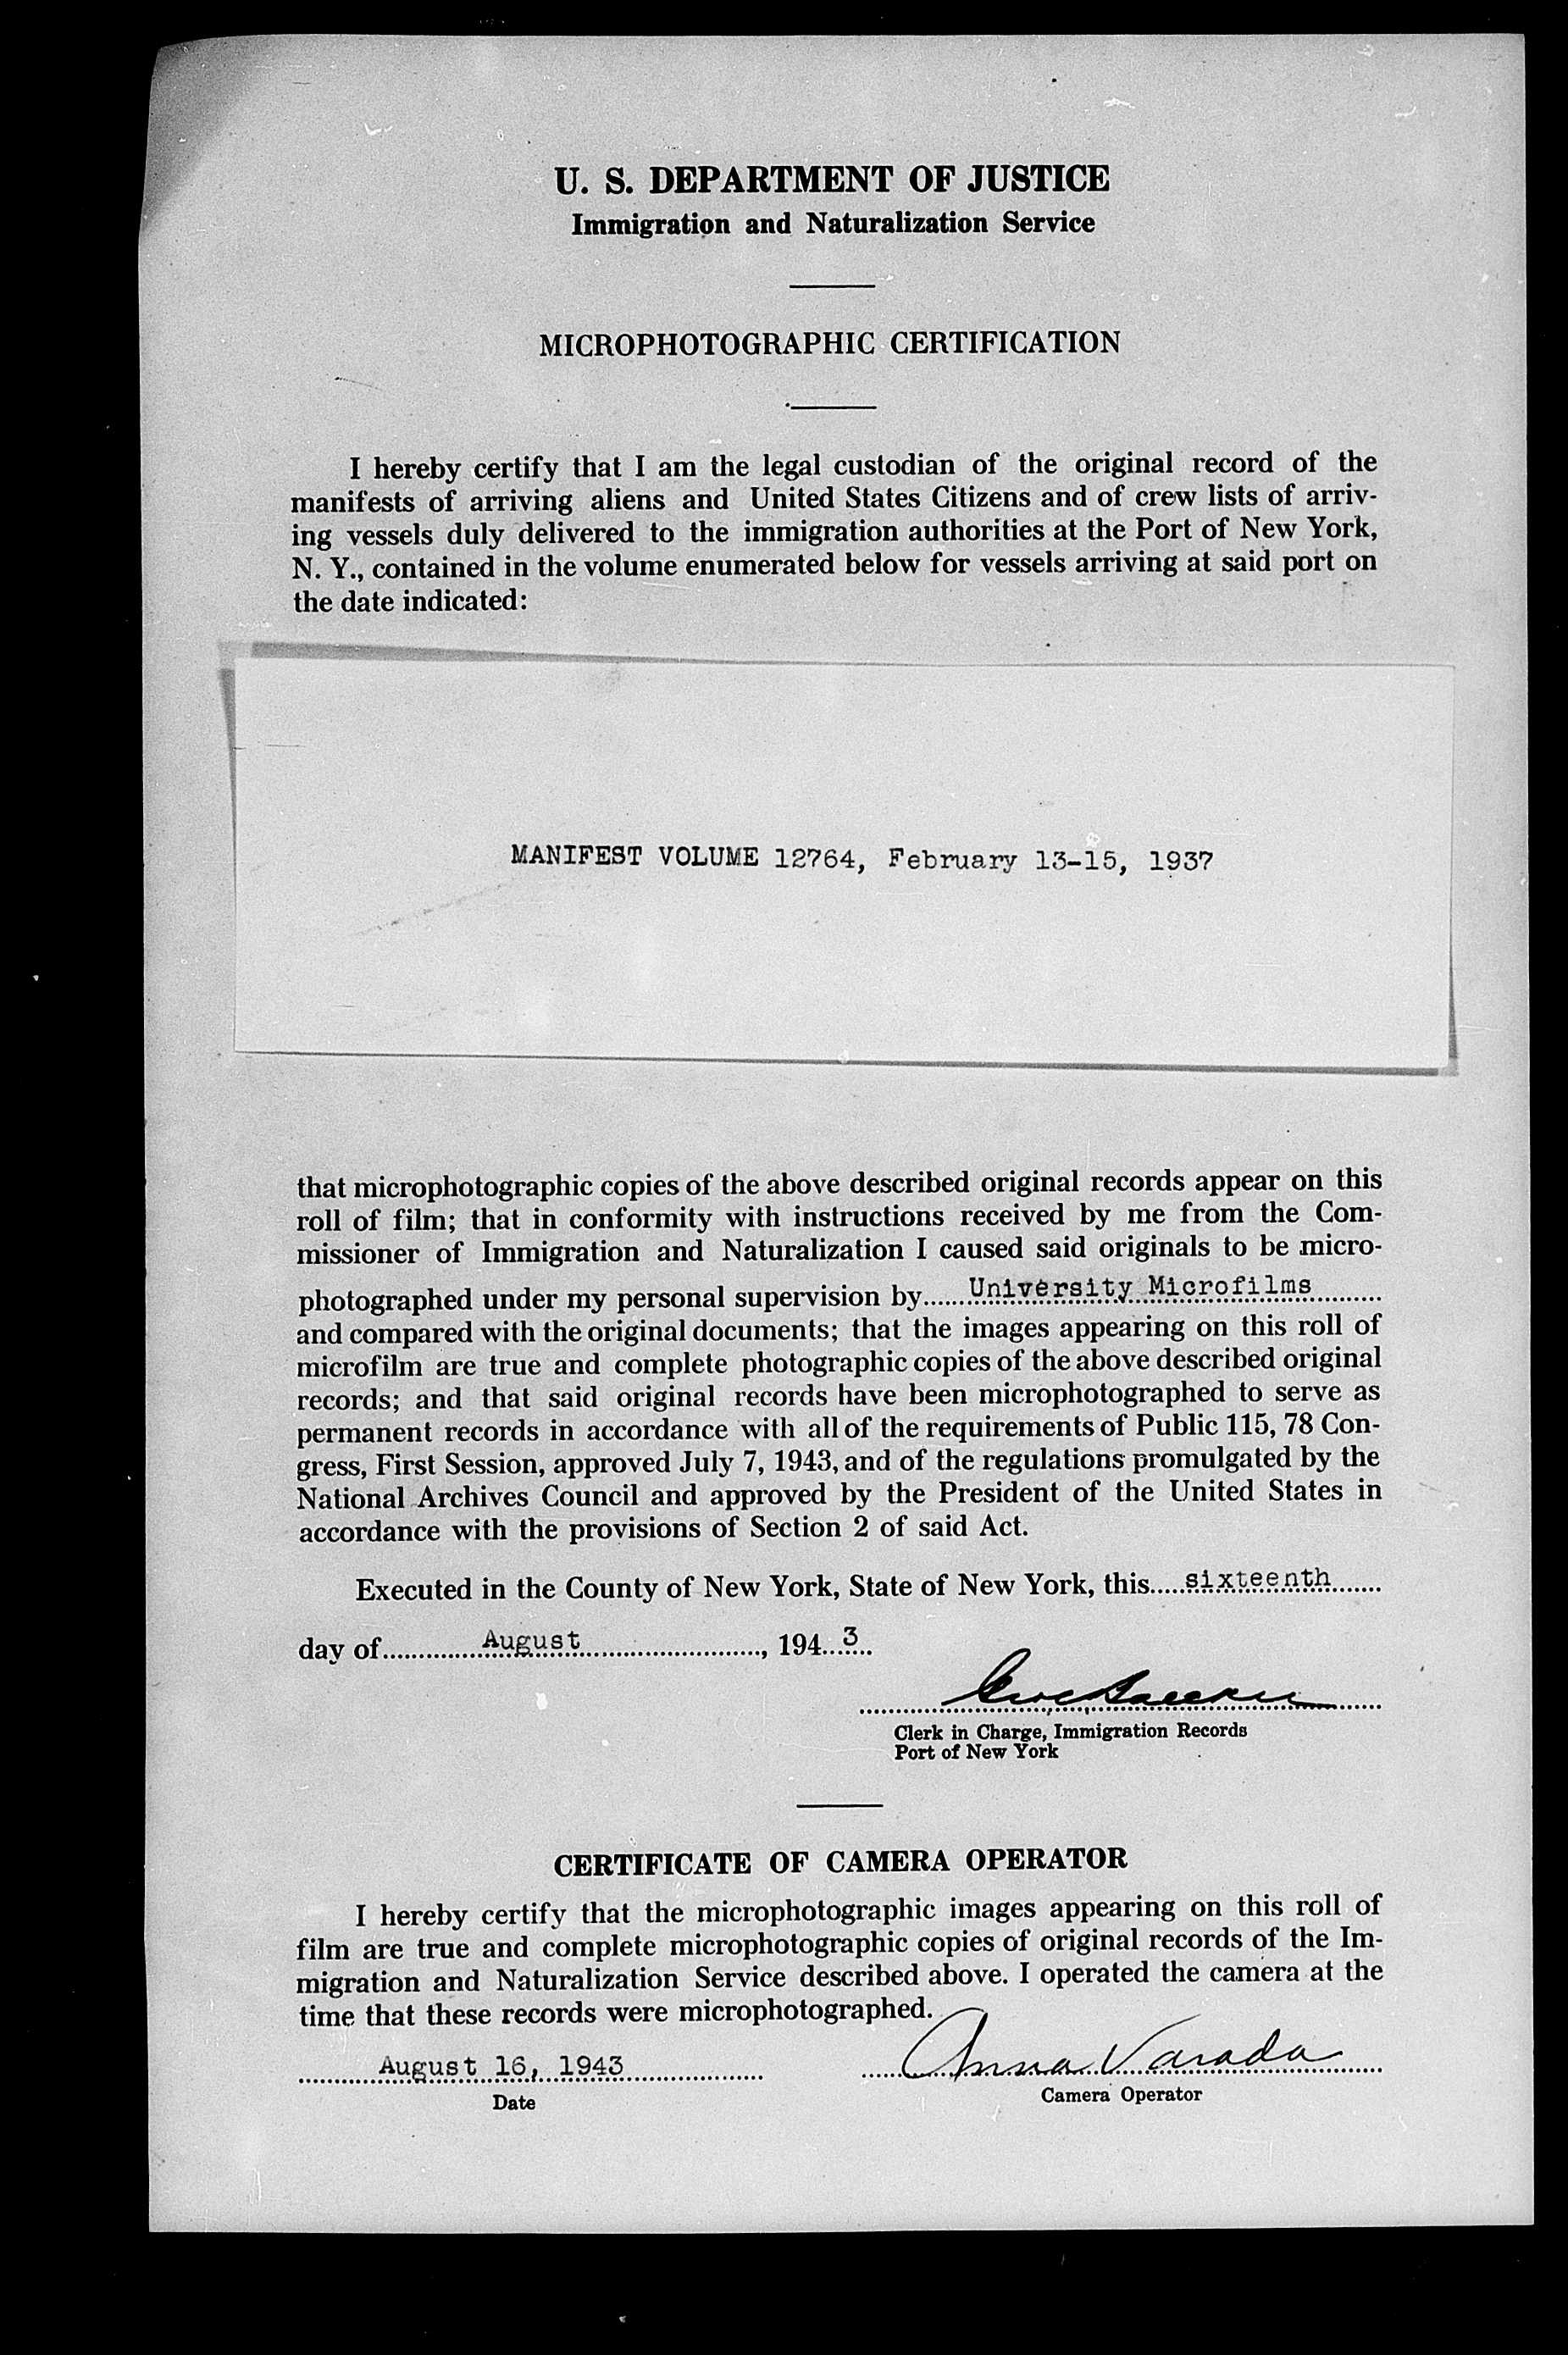 U. S. DEPARTMENT OF JUSTICE
Immigration and Naturalization Service
MICROPHOTOGRAPHIC CERTIFICATION
I hereby certify that I am the legal custodian of the original record of the
manifests of arriving aliens and United States Citizens and of crew lists of arriv-
ing vessels duly delivered to the immigration authorities at the Port of New York,
N. Y., contained in the volume enumerated below for vessels arriving at said port on
the date indicated:
MANIFEST VOLUME 12764, February 13-15, 1937
that microphotographic copies of the above described original records appear on this
roll of film; that in conformity with instructions received by me from the Com-
missioner of Immigration and Naturalization I caused said originals to be micro-
photographed under my personal supervision by University Microfilms
and compared with the original documents; that the images appearing on this roll of
microfilm are true and complete photographic copies of the above described original
records; and that said original records have been microphotographed to serve as
permanent records in accordance with all of the requirements of Public 115, 78 Con-
gress, First Session, approved July 7, 1943, and of the regulations promulgated by the
National Archives Council and approved by the President of the United States in
accordance with the provisions of Section 2 of said Act.
Executed in the County of New York, State of New York, this sixteenth
day of August, 194 3
Clerk in Charge, Immigration Records
Port of New York
CERTIFICATE OF CAMERA OPERATOR
I hereby certify that the microphotographic images appearing on this roll of
film are true and complete microphotographic copies of original records of the Im-
migration and Naturalization Service described above. I operated the camera at the
time that these records were microphotographed.
August 16, 1943 Anna Varada
Date Camera Operator